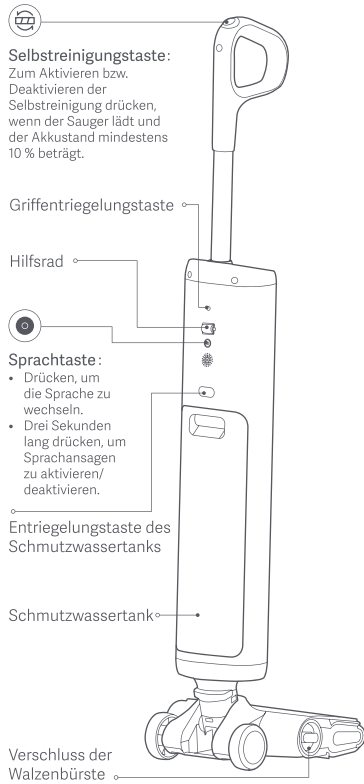 Selbstreinigungstaste:
Zum Aktivieren bzw.
Deaktivieren der
Selbstreinigung drücken,
wenn der Sauger lädt und
der Akkustand mindestens
10 % beträgt.
Griffentriegelungstaste
Hilfsrad
Sprachtaste:
• Drücken, um
die Sprache zu
wechseln.
• Drei Sekunden
lang drücken, um
Sprachansagen
zu aktivieren/
deaktivieren.
Entriegelungstaste des
Schmutzwassertanks
Schmutzwassertank
Verschluss der
Walzenbürste